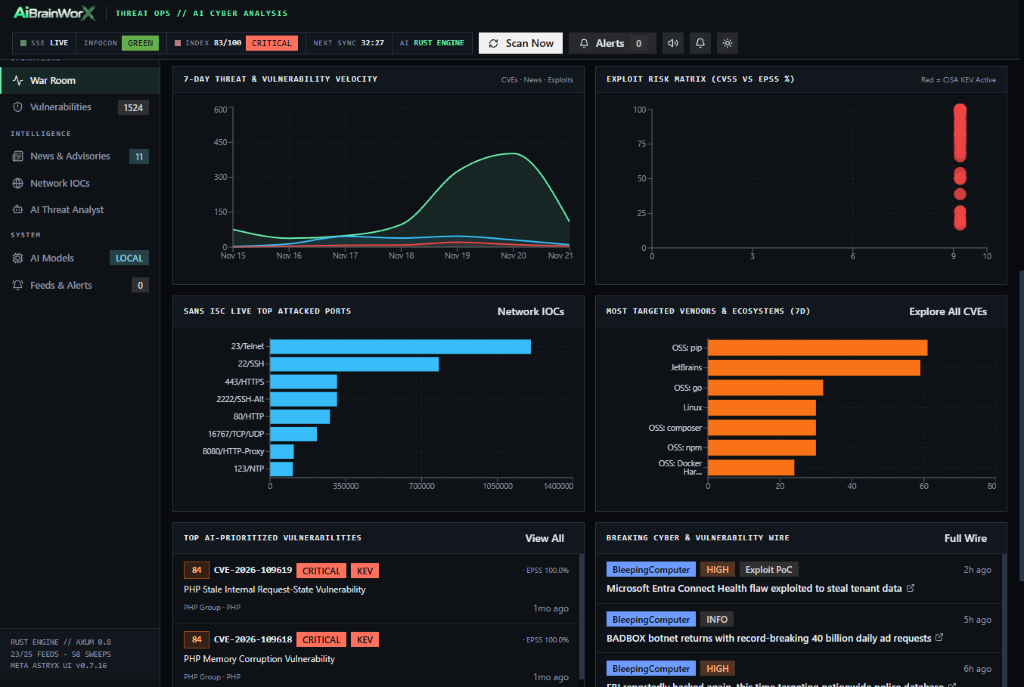 AiBrainWorX
THREAT OPS // AI CYBER ANALYSIS
SSE LIVE
INFOCON GREEN
INDEX 83/100 CRITICAL
NEXT SYNC 32:27
AI RUST ENGINE
Scan Now
Alerts 0
War Room
Vulnerabilities 1524
INTELLIGENCE
News & Advisories 11
Network IOCs
AI Threat Analyst
SYSTEM
AI Models LOCAL
Feeds & Alerts 0
RUST ENGINE // AXUM 0.8
23/25 FEEDS · 58 SWEEPS
META ASTRYX UI v0.7.16
7-DAY THREAT & VULNERABILITY VELOCITY
CVEs · News · Exploits
600
450
300
150
0
Nov 15 Nov 16 Nov 17 Nov 18 Nov 19 Nov 20 Nov 21
EXPLOIT RISK MATRIX (CVSS VS EPSS %)
Red = CISA KEV Active
100
75
50
25
0
0 3 6 9 10
SANS ISC LIVE TOP ATTACKED PORTS
Network IOCs
23/Telnet
22/SSH
443/HTTPS
2222/SSH-Alt
80/HTTP
16767/TCP/UDP
8080/HTTP-Proxy
123/NTP
0 350000 700000 1050000 1400000
MOST TARGETED VENDORS & ECOSYSTEMS (7D)
Explore All CVEs
OSS: pip
JetBrains
OSS: go
Linux
OSS: composer
OSS: npm
OSS: Docker
Har...
0 20 40 60 80
TOP AI-PRIORITIZED VULNERABILITIES
View All
84 CVE-2026-109619 CRITICAL KEV · EPSS 100.0%
PHP Stale Internal Request-State Vulnerability
PHP Group · PHP 1mo ago
84 CVE-2026-109618 CRITICAL KEV · EPSS 100.0%
PHP Memory Corruption Vulnerability
PHP Group · PHP 1mo ago
BREAKING CYBER & VULNERABILITY WIRE
Full Wire
BleepingComputer HIGH Exploit PoC 2h ago
Microsoft Entra Connect Health flaw exploited to steal tenant data
BleepingComputer INFO 5h ago
BADBOX botnet returns with record-breaking 40 billion daily ad requests
BleepingComputer HIGH 6h ago
FBI reportedly hacked again, this time targeting nationwide police database